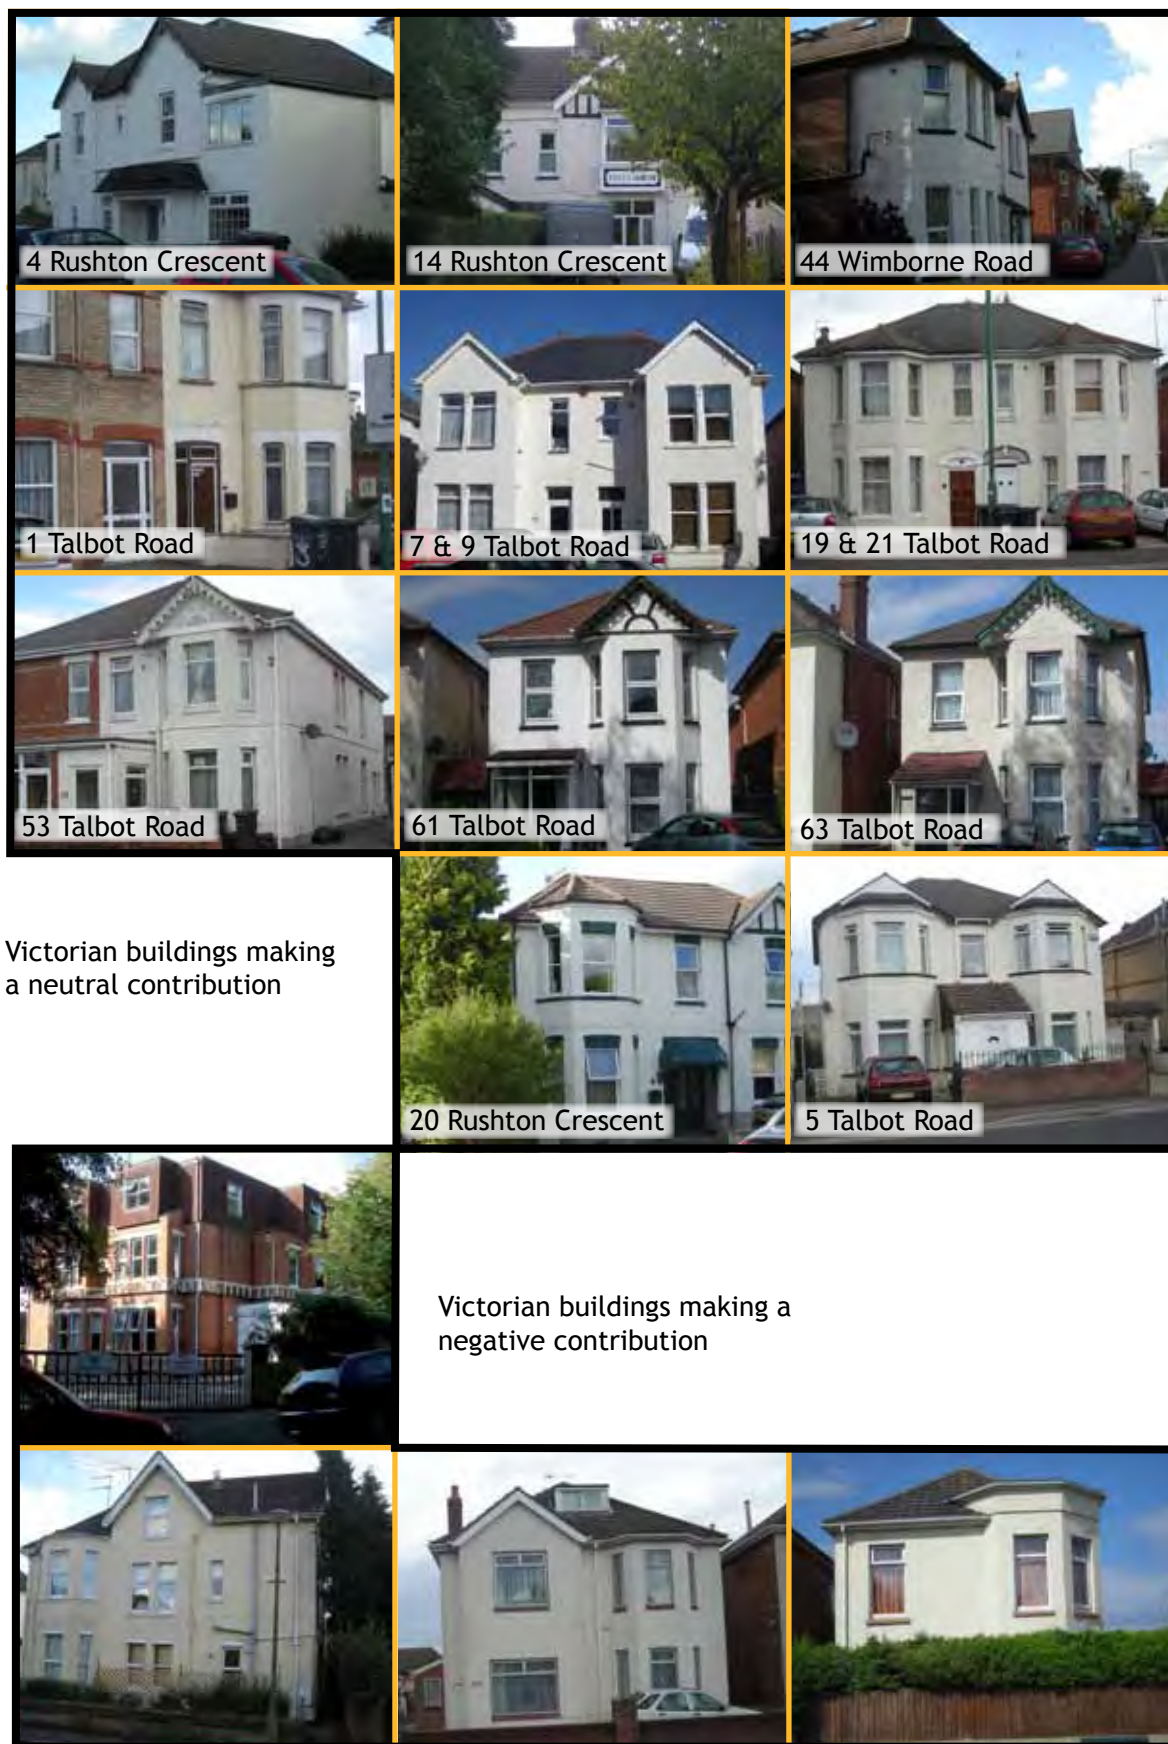 4 Rushton Crescent
14 Rushton Crescent
44 Wimborne Road
1 Talbot Road
7 & 9 Talbot Road
19 & 21 Talbot Road
53 Talbot Road
61 Talbot Road
63 Talbot Road
Victorian buildings making
a neutral contribution
20 Rushton Crescent
5 Talbot Road
Victorian buildings making a
negative contribution